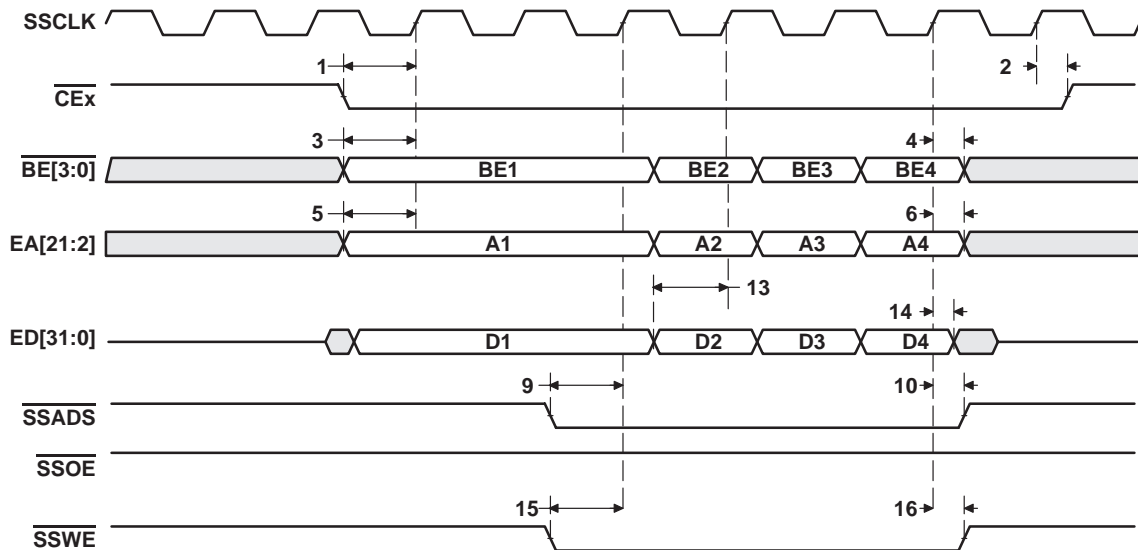 SSCLK
1 2
CEx
3 4
BE[3:0] BE1 BE2 BE3 BE4
5 6
EA[21:2] A1 A2 A3 A4
13
14
ED[31:0] D1 D2 D3 D4
9 10
SSADS
SSOE
15 16
SSWE